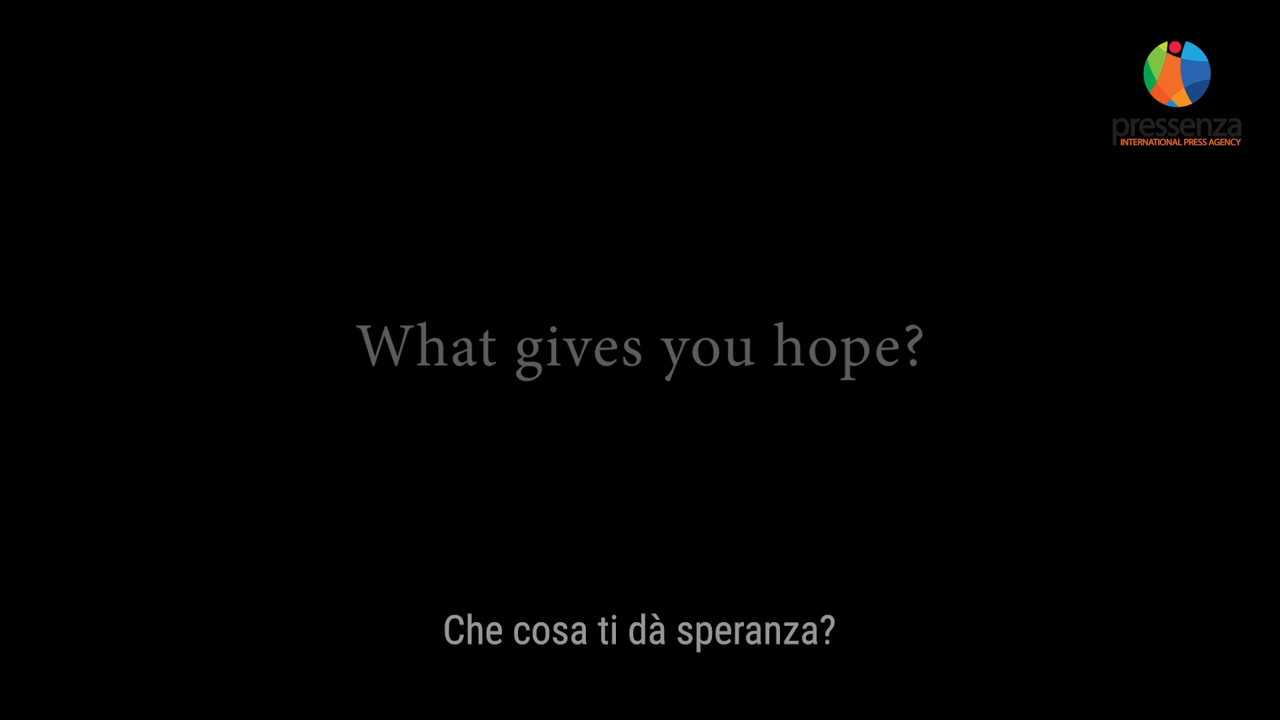 pressenza
INTERNATIONAL PRESS AGENCY
What gives you hope?
Che cosa ti dà speranza?